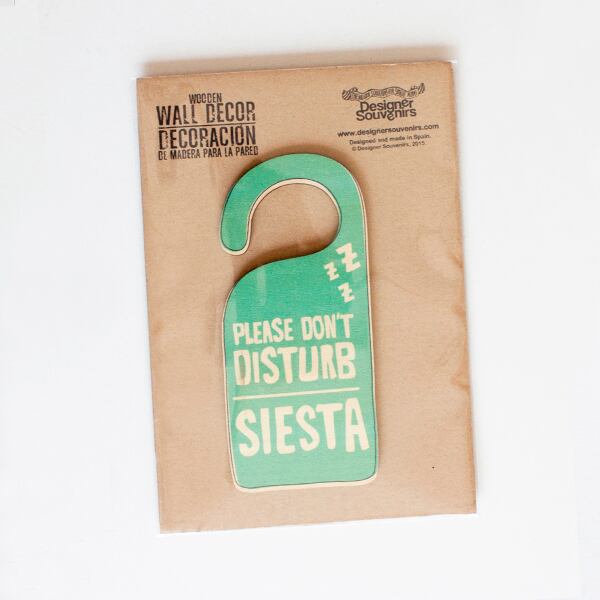 WOODEN
WALL DECOR
DECORACION
DE MADERA PARA LA PARED
Designer
Souvenirs
www.designersouvenirs.com
Designed and made in Spain.
© Designer Souvenirs, 2015.
z Z
z
PLEASE DON'T
DISTURB
SIESTA